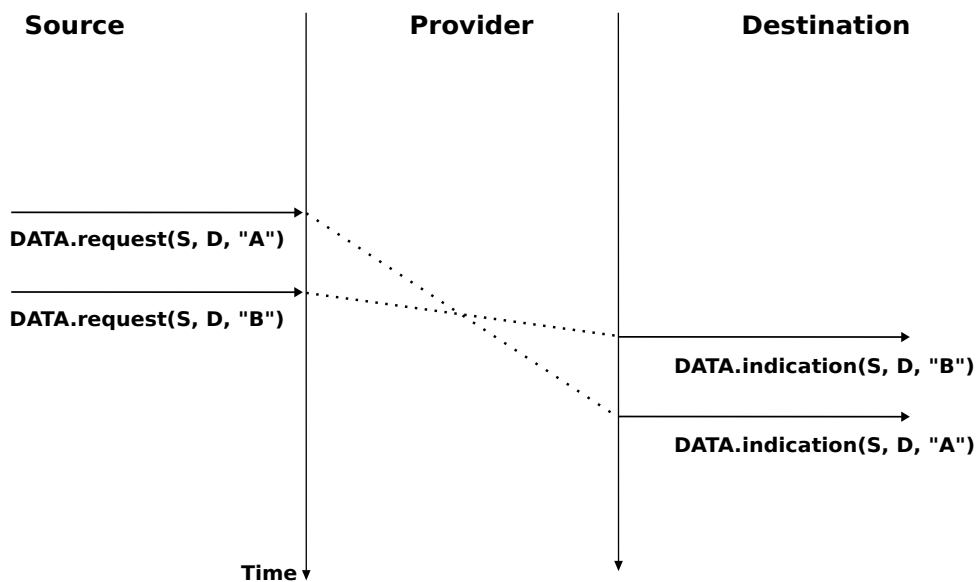 Source
Provider
Destination
DATA.request(S, D, "A")
DATA.request(S, D, "B")
DATA.indication(S, D, "B")
DATA.indication(S, D, "A")
Time